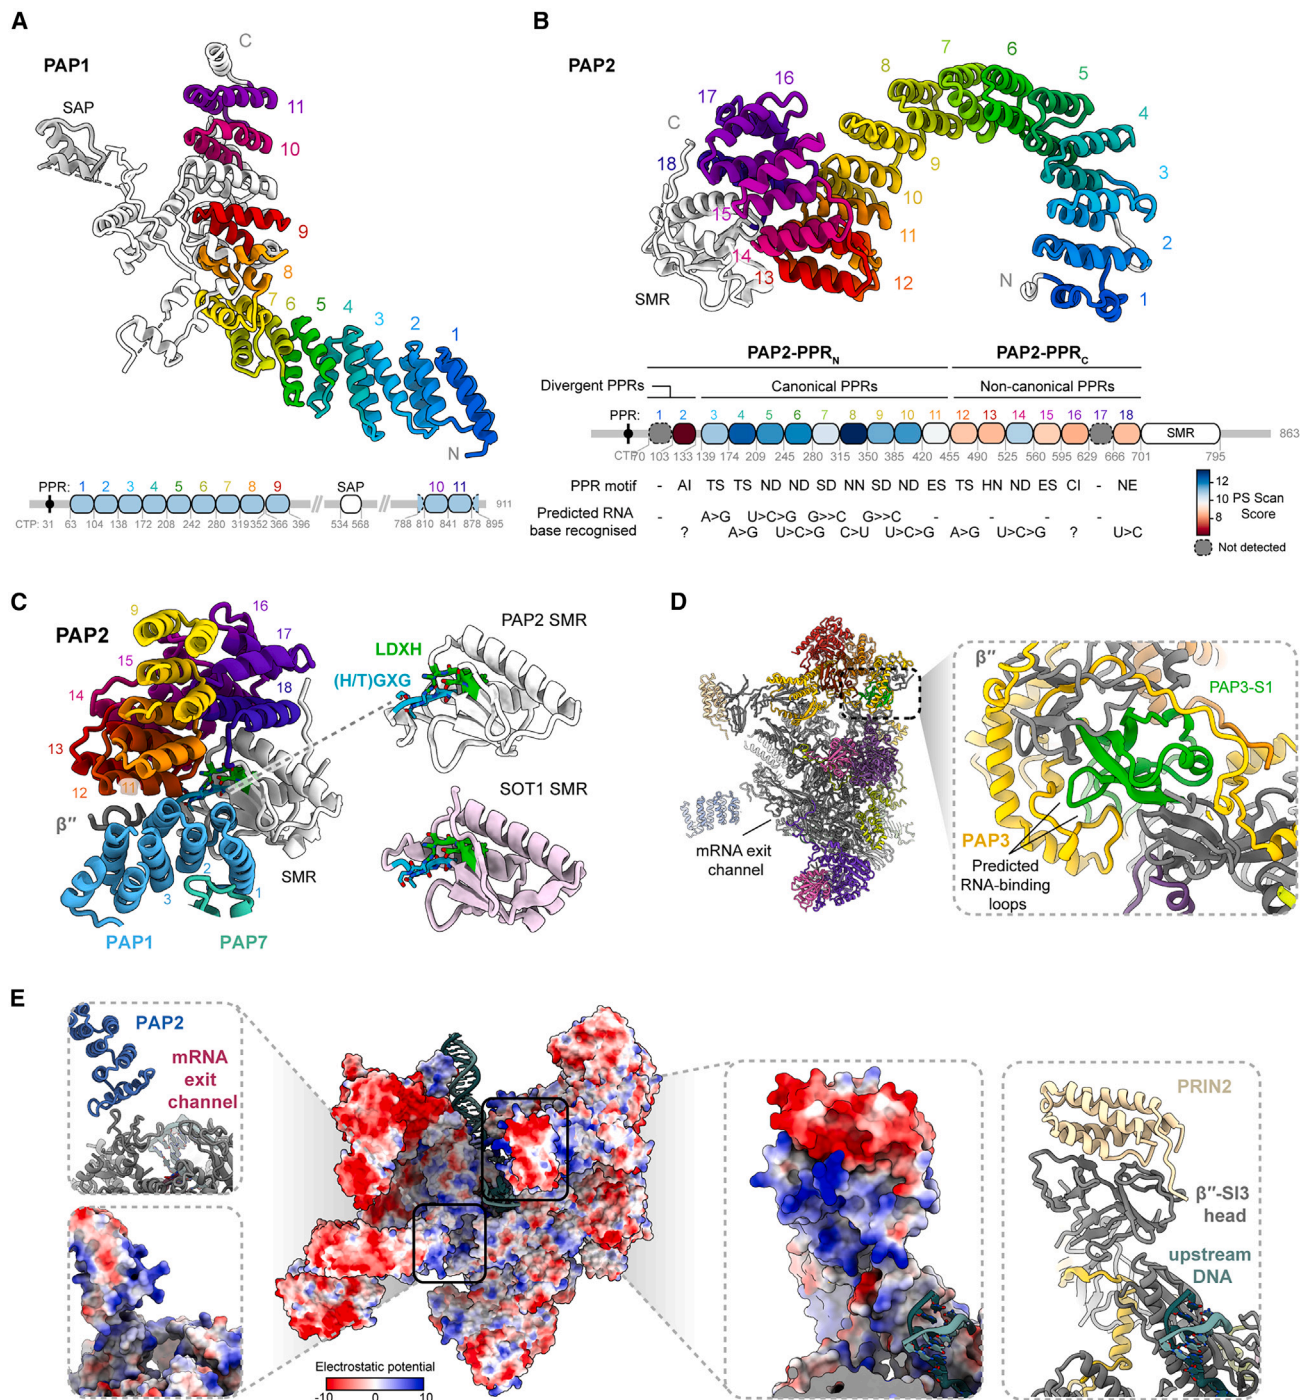 A
PAP1
C
SAP
11
10
9
8
7
6
5
4
3
2
1
N
PPR: 1 2 3 4 5 6 7 8 9 SAP 10 11
911
CTP: 31 63 104 138 172 208 242 280 319 352 366 396 534 568 788 810 841 878 895
B
PAP2
7
6
8
5
16
17
4
C
18
9
3
10
15
2
11
14
N
13
12
1
SMR
PAP2-PPRN PAP2-PPRC
Divergent PPRs Canonical PPRs Non-canonical PPRs
PPR: 1 2 3 4 5 6 7 8 9 10 11 12 13 14 15 16 17 18
SMR
863
CTP 70 103 133 139 174 209 245 280 315 350 385 420 455 490 525 560 595 629 666 701 795
PPR motif - AI TS TS ND ND SD NN SD ND ES TS HN ND ES CI - NE
Predicted RNA
base recognised
- A>G U>C>G G>>C G>>C - - - -
? A>G U>C>G C>U U>C>G A>G U>C>G ? U>C
12
8
PS Scan
Score
Not detected
C
PAP2
9
16
17
15
14
18
13
12
11
β″
SMR
2
1
3
PAP1
PAP7
PAP2 SMR
LDXH
(H/T)GXG
SOT1 SMR
D
mRNA exit
channel
β″
PAP3-S1
PAP3
Predicted
RNA-binding
loops
E
PAP2
mRNA
exit
channel
Electrostatic potential
-10 0 10
PRIN2
β″-SI3
head
upstream
DNA